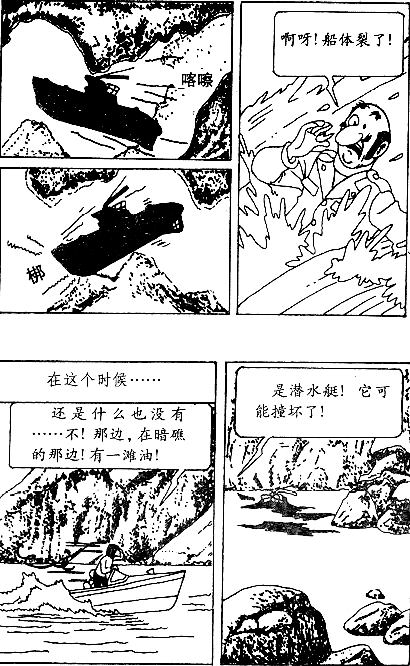 喀嚓
啊呀！船体裂了！
梆
在这个时候……
还是什么也没有
……不！那边，在暗礁
的那边！有一滩油！
是潜水艇！它可
能撞坏了！